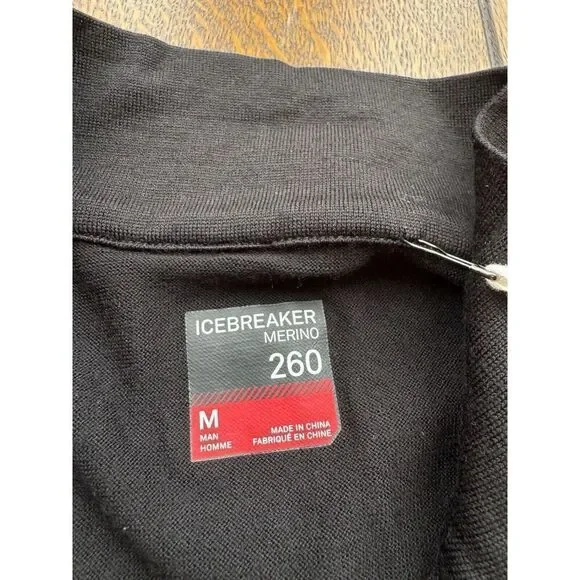 ICEBREAKER
MERINO
260
M
MAN
HOMME
MADE IN CHINA
FABRIQUÉ EN CHINE